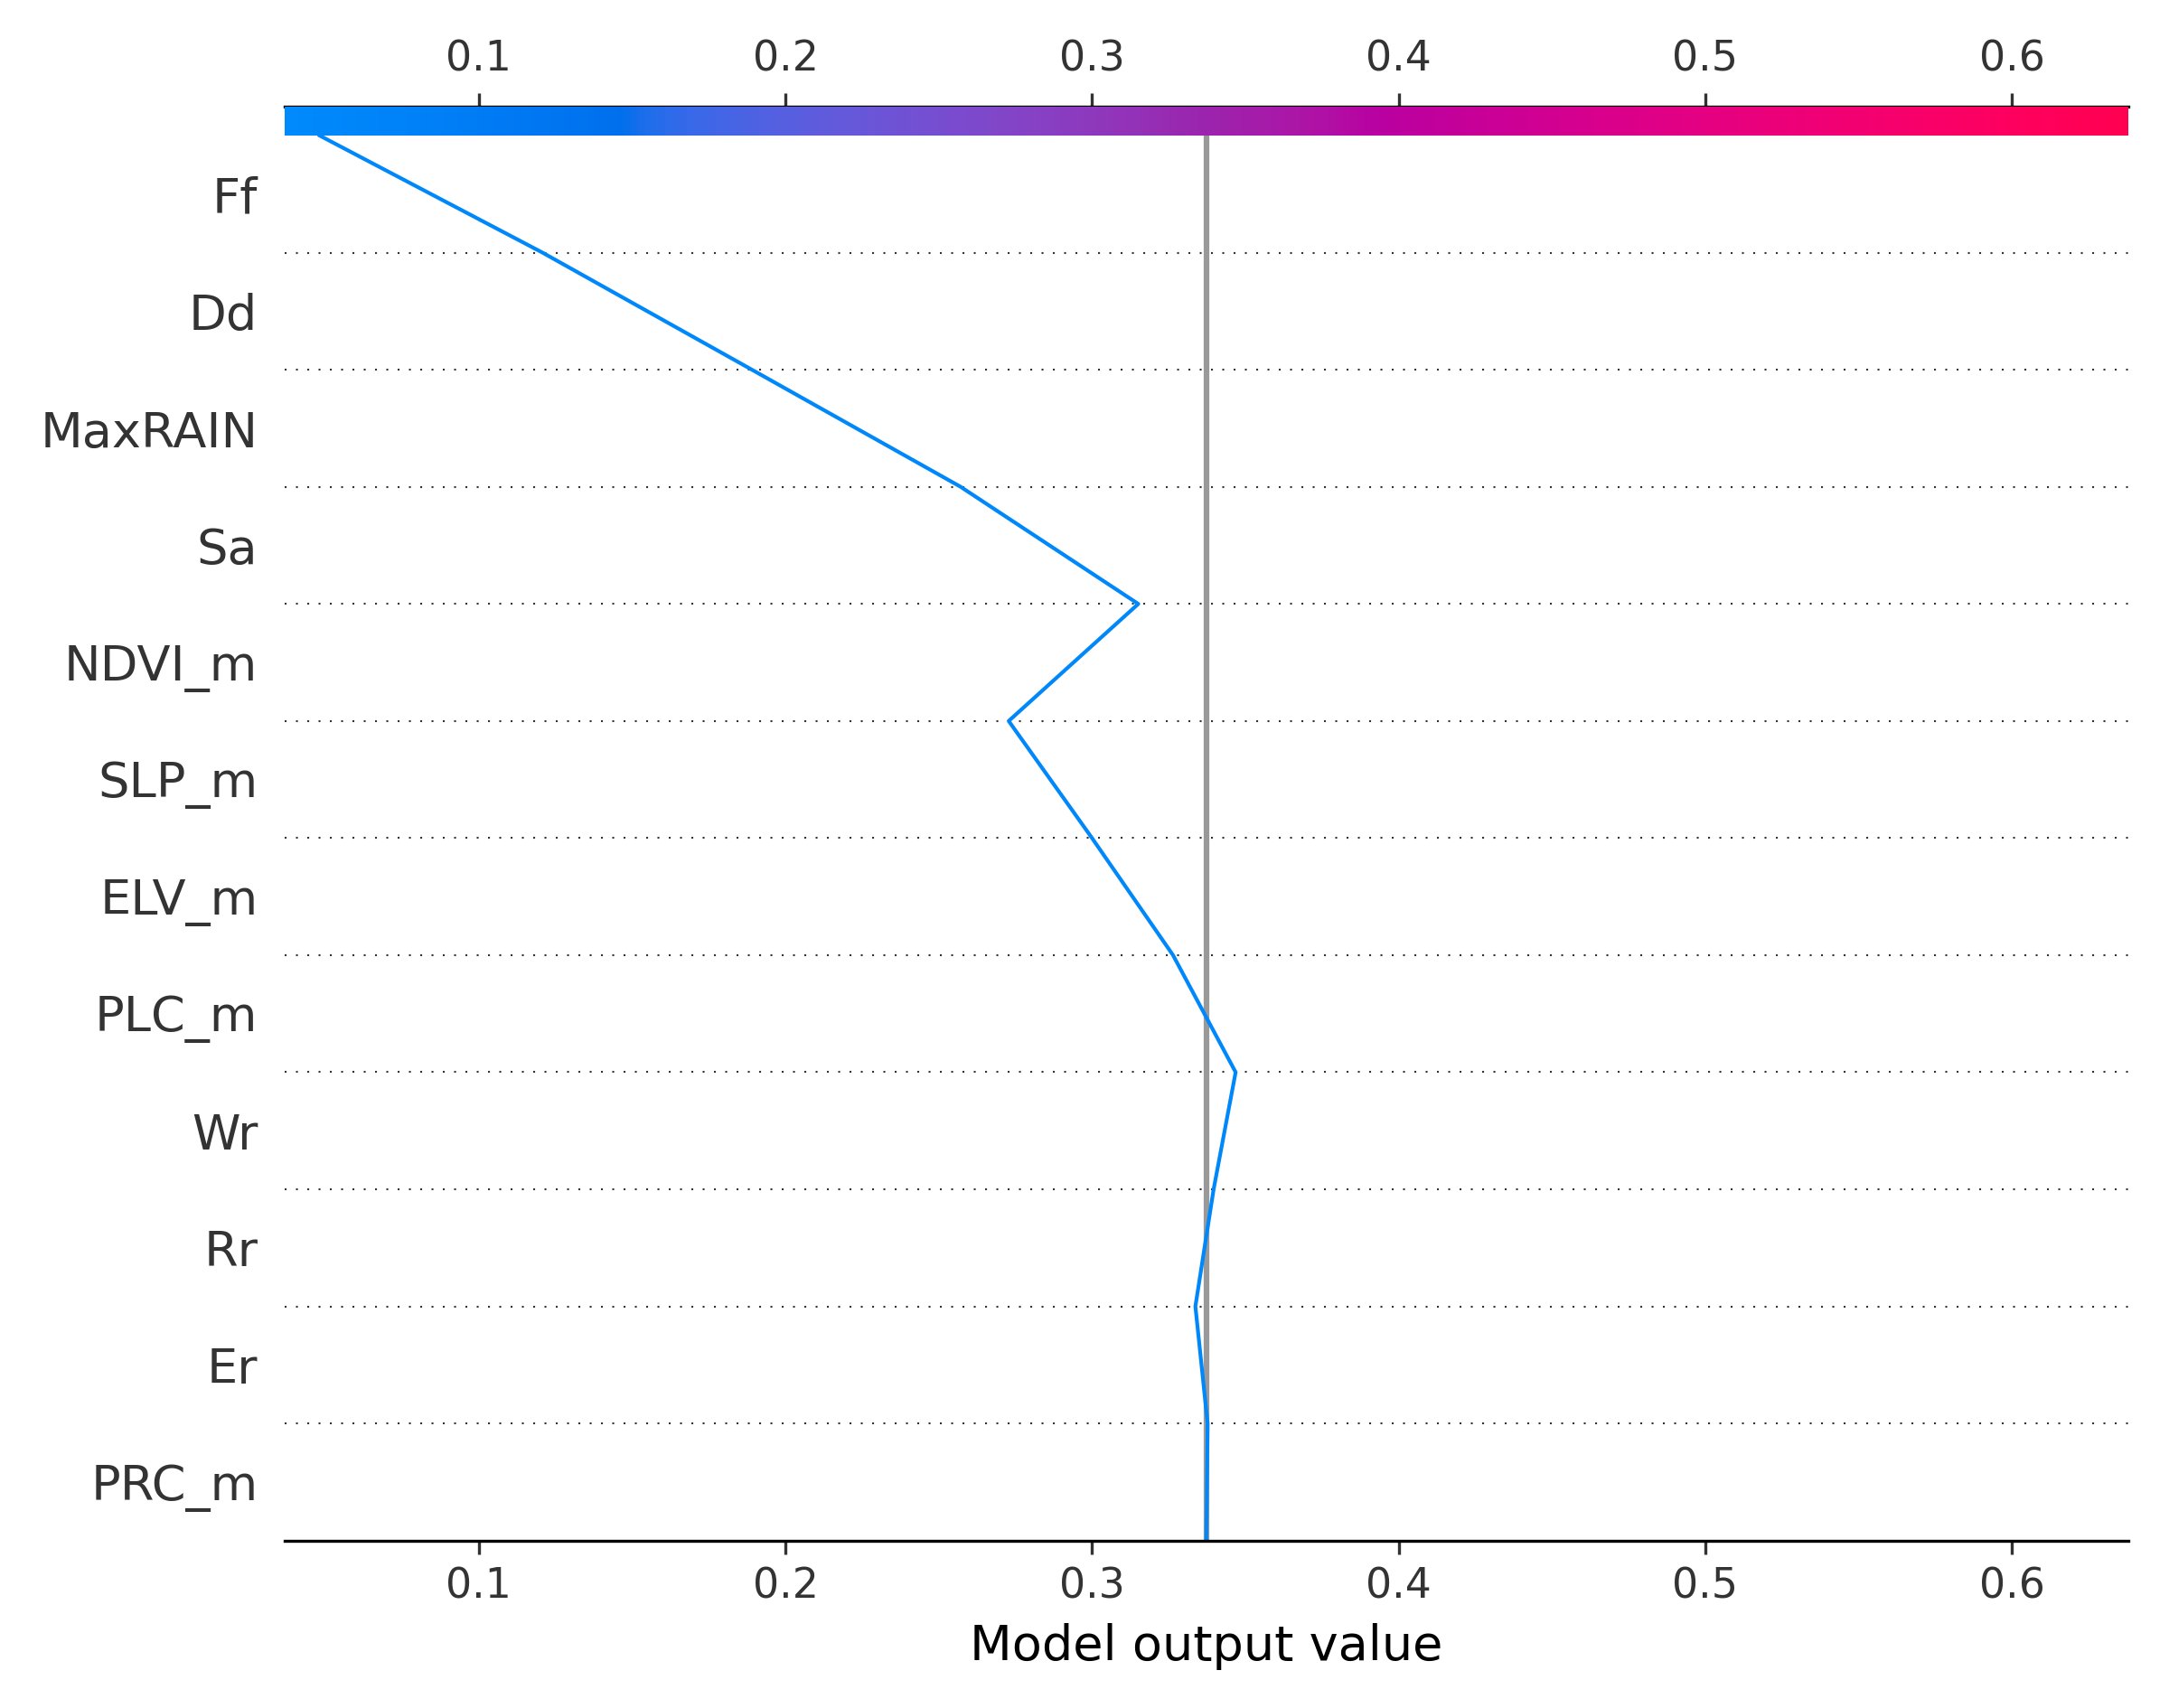 0.1 0.2 0.3 0.4 0.5 0.6
Ff
Dd
MaxRAIN
Sa
NDVI_m
SLP_m
ELV_m
PLC_m
Wr
Rr
Er
PRC_m
0.1 0.2 0.3 0.4 0.5 0.6
Model output value